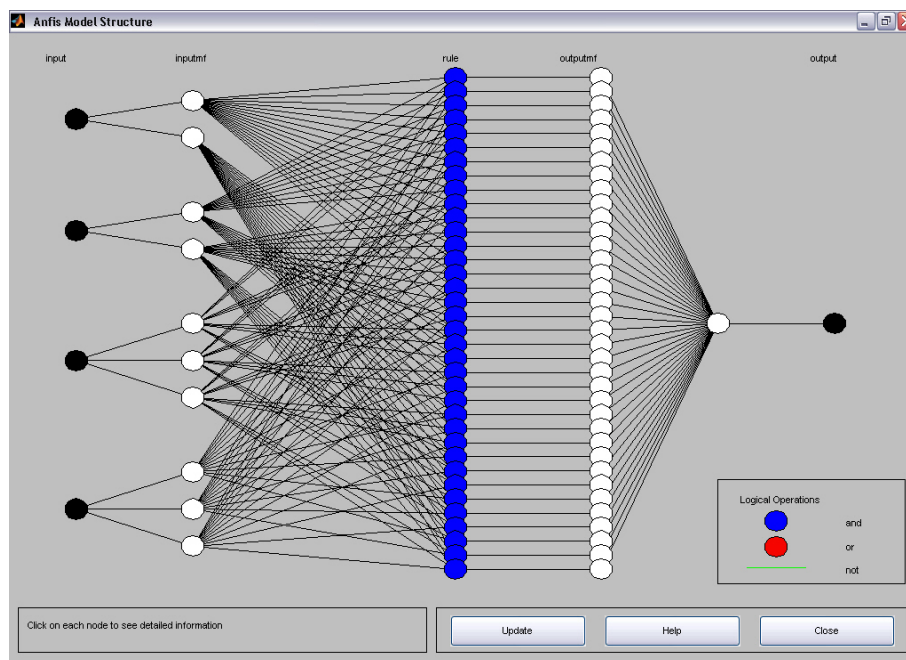 Anfis Model Structure
input inputmf rule outputmf output
Logical Operations
and
or
not
Click on each node to see detailed information
Update Help Close